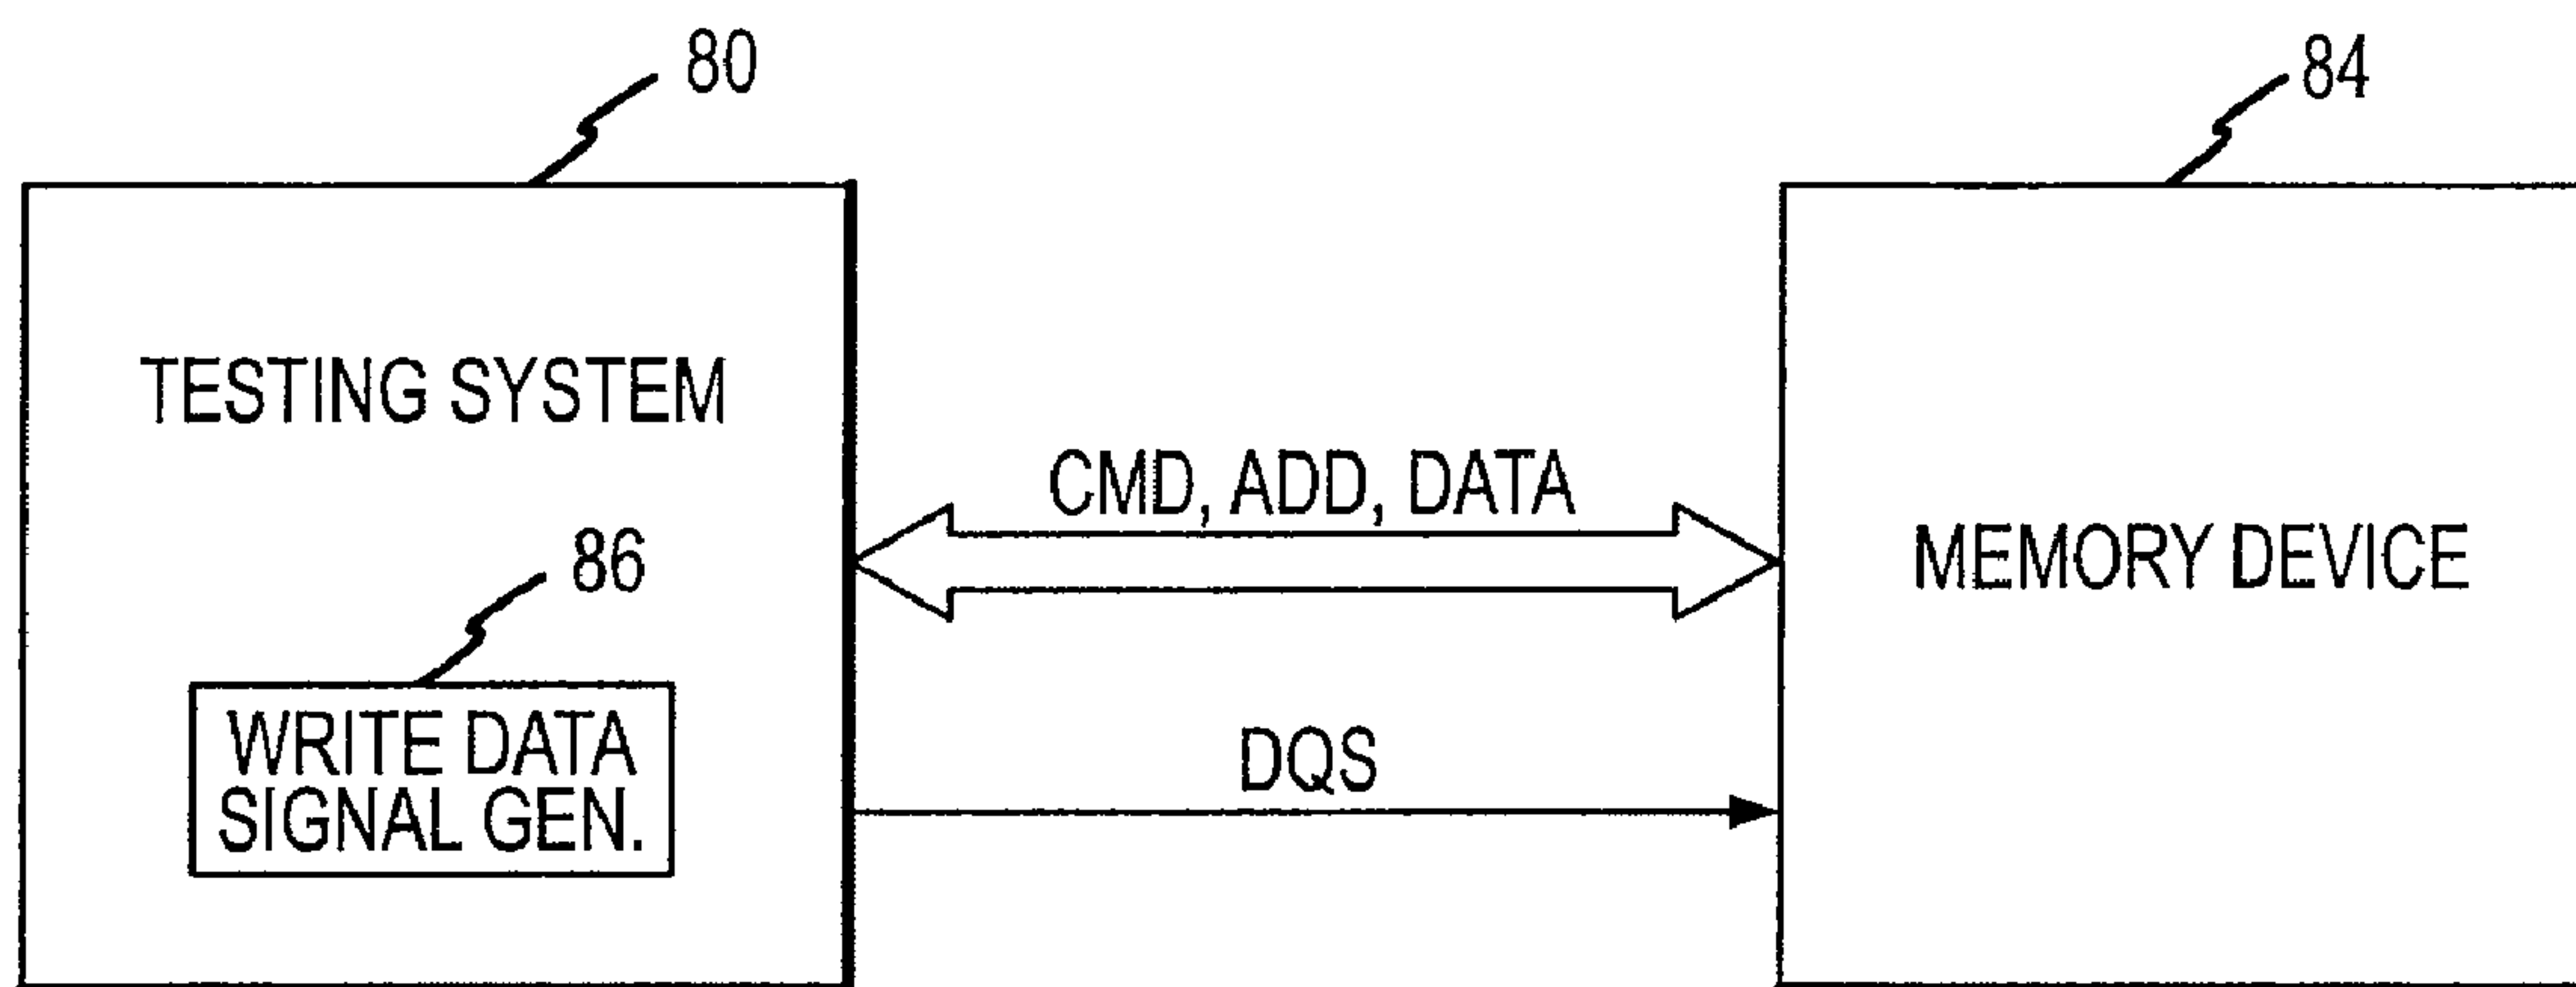 80
84
TESTING SYSTEM
CMD, ADD, DATA
MEMORY DEVICE
86
WRITE DATA
SIGNAL GEN.
DQS